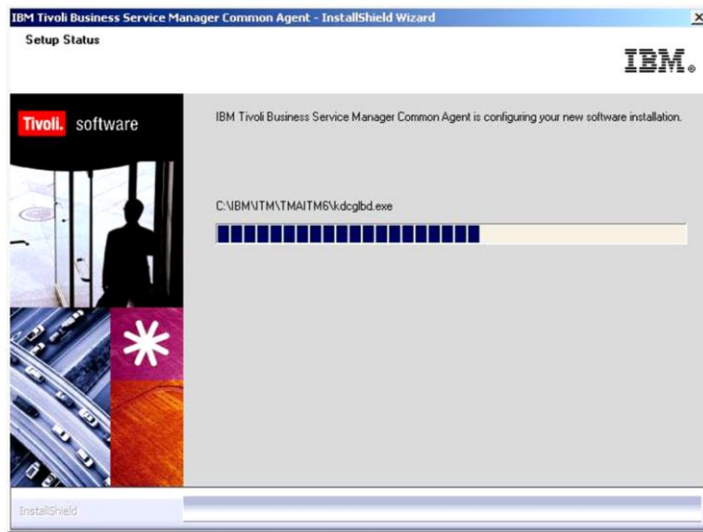 IBM Tivoli Business Service Manager Common Agent - InstallShield Wizard
Setup Status
IBM®
Tivoli. software
IBM Tivoli Business Service Manager Common Agent is configuring your new software installation.
C:\IBM\ITM\TMAITM6\kdcglbd.exe
InstallShield